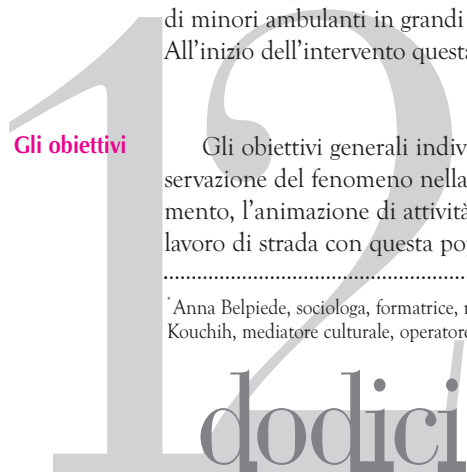 di minori ambulanti in grandi
All’inizio dell’intervento questa
Gli obiettivi
Gli obiettivi generali indiv
servazione del fenomeno nella
mento, l’animazione di attività
lavoro di strada con questa po
*Anna Belpiede, sociologa, formatrice, r
Kouchih, mediatore culturale, operatore
12
dodici